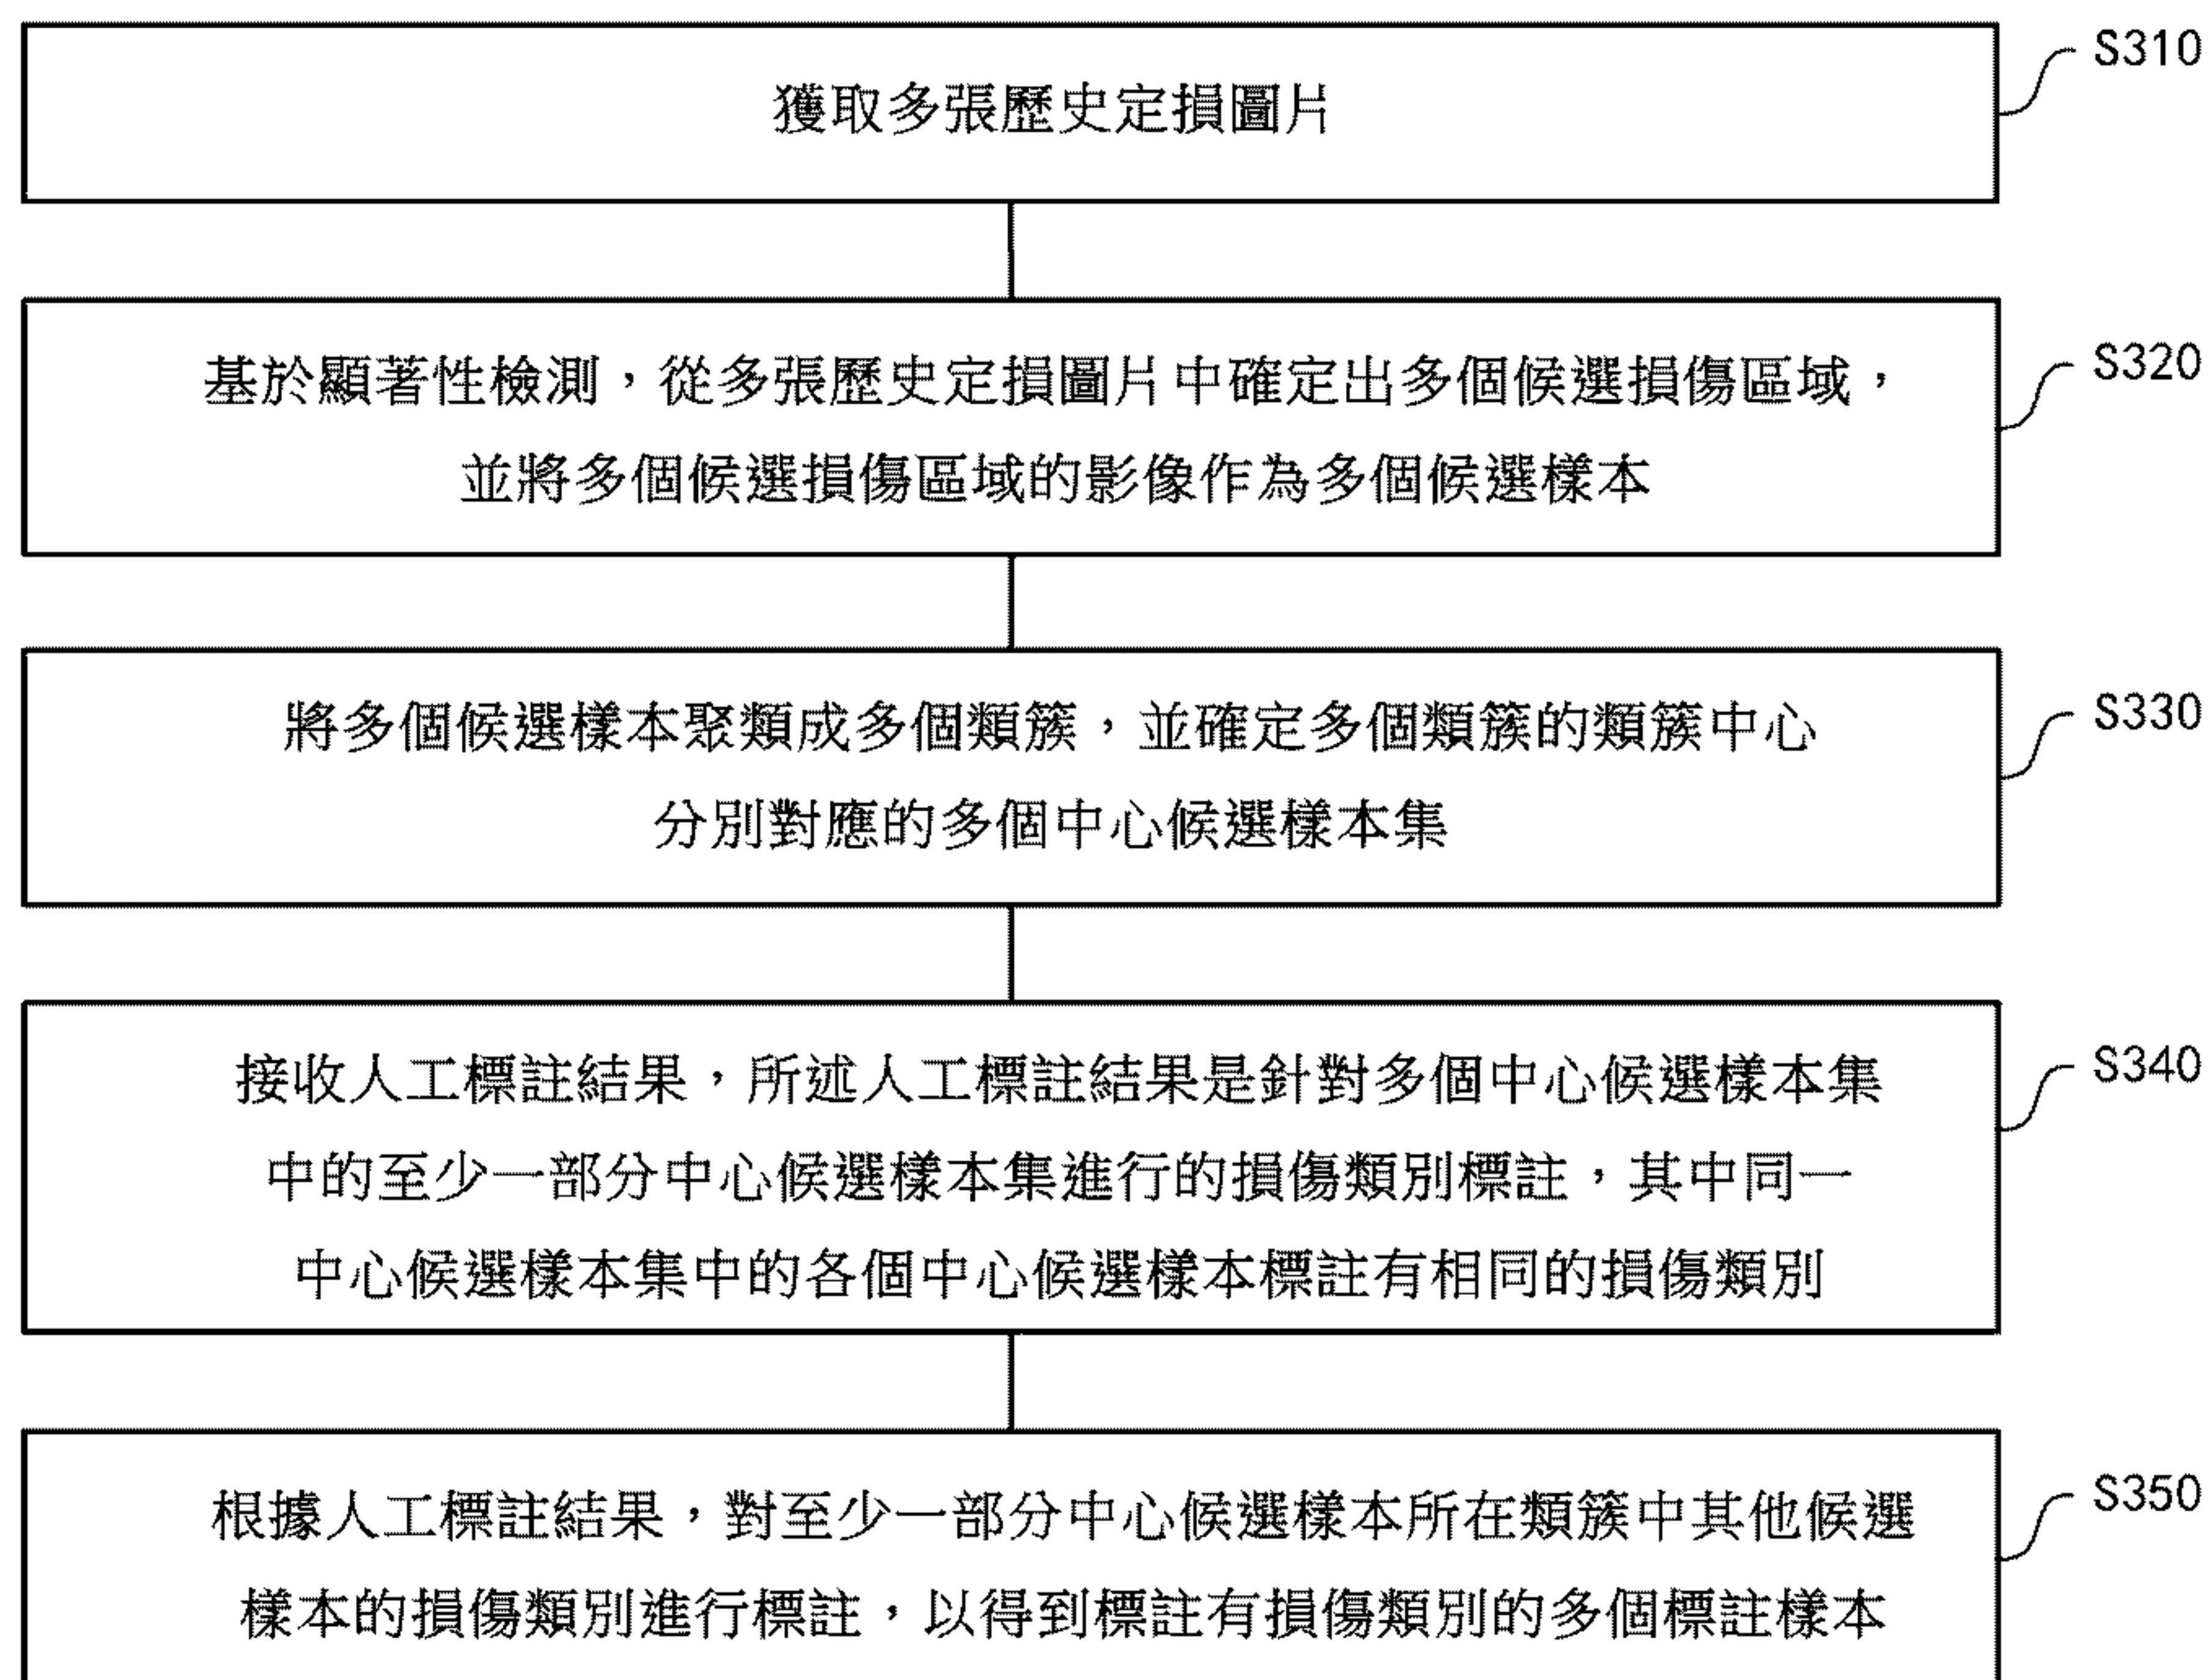 獲取多張歷史定損圖片
S310
基於顯著性檢測，從多張歷史定損圖片中確定出多個候選損傷區域，
並將多個候選損傷區域的影像作為多個候選樣本
S320
將多個候選樣本聚類成多個類簇，並確定多個類簇的類簇中心
分別對應的多個中心候選樣本集
S330
接收人工標註結果，所述人工標註結果是針對多個中心候選樣本集
中的至少一部分中心候選樣本集進行的損傷類別標註，其中同一
中心候選樣本集中的各個中心候選樣本標註有相同的損傷類別
S340
根據人工標註結果，對至少一部分中心候選樣本所在類簇中其他候選
樣本的損傷類別進行標註，以得到標註有損傷類別的多個標註樣本
S350